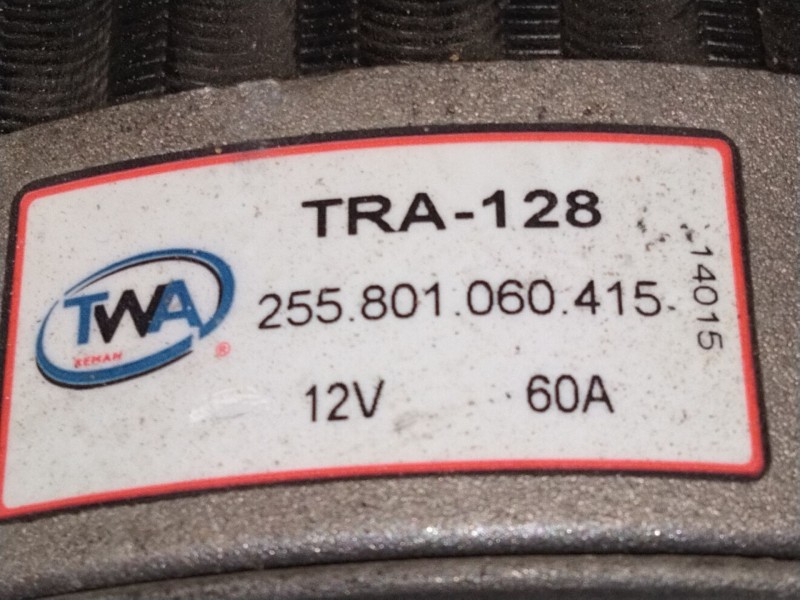 TRA-128
TWA
REMAN
®
255.801.060.415
12V 60A
14015